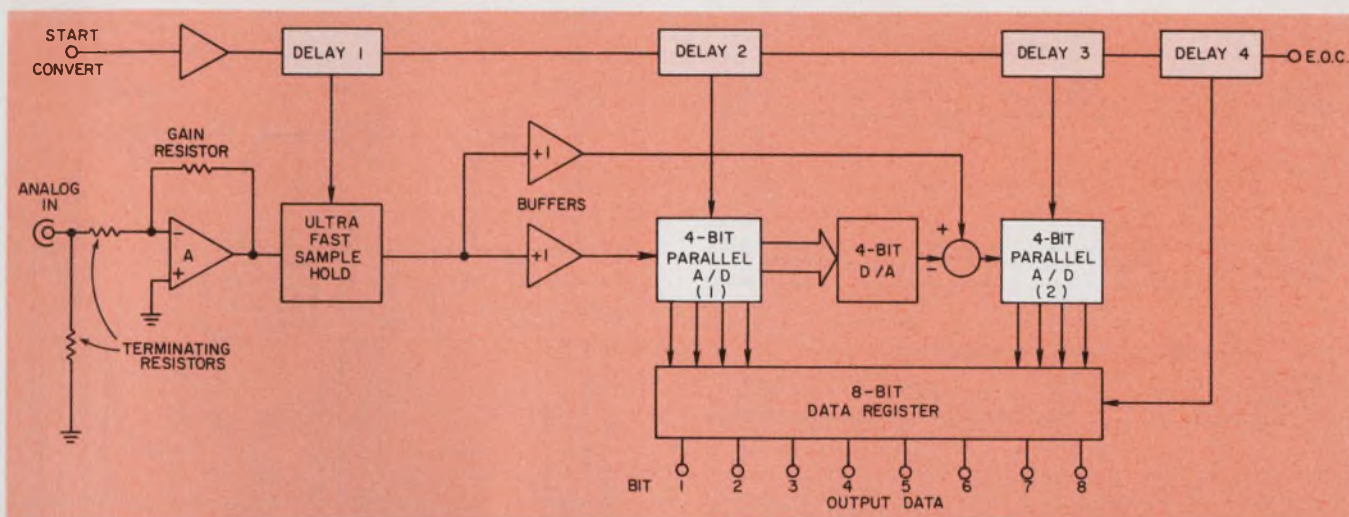 START
CONVERT
DELAY 1
DELAY 2
DELAY 3
DELAY 4
E.O.C.
GAIN
RESISTOR
ANALOG
IN
-
A
+
TERMINATING
RESISTORS
ULTRA
FAST
SAMPLE
HOLD
+1
BUFFERS
+1
4-BIT
PARALLEL
A/D
(1)
4-BIT
D/A
+
-
4-BIT
PARALLEL
A/D
(2)
8-BIT
DATA REGISTER
BIT 1 2 3 4 5 6 7 8
OUTPUT DATA